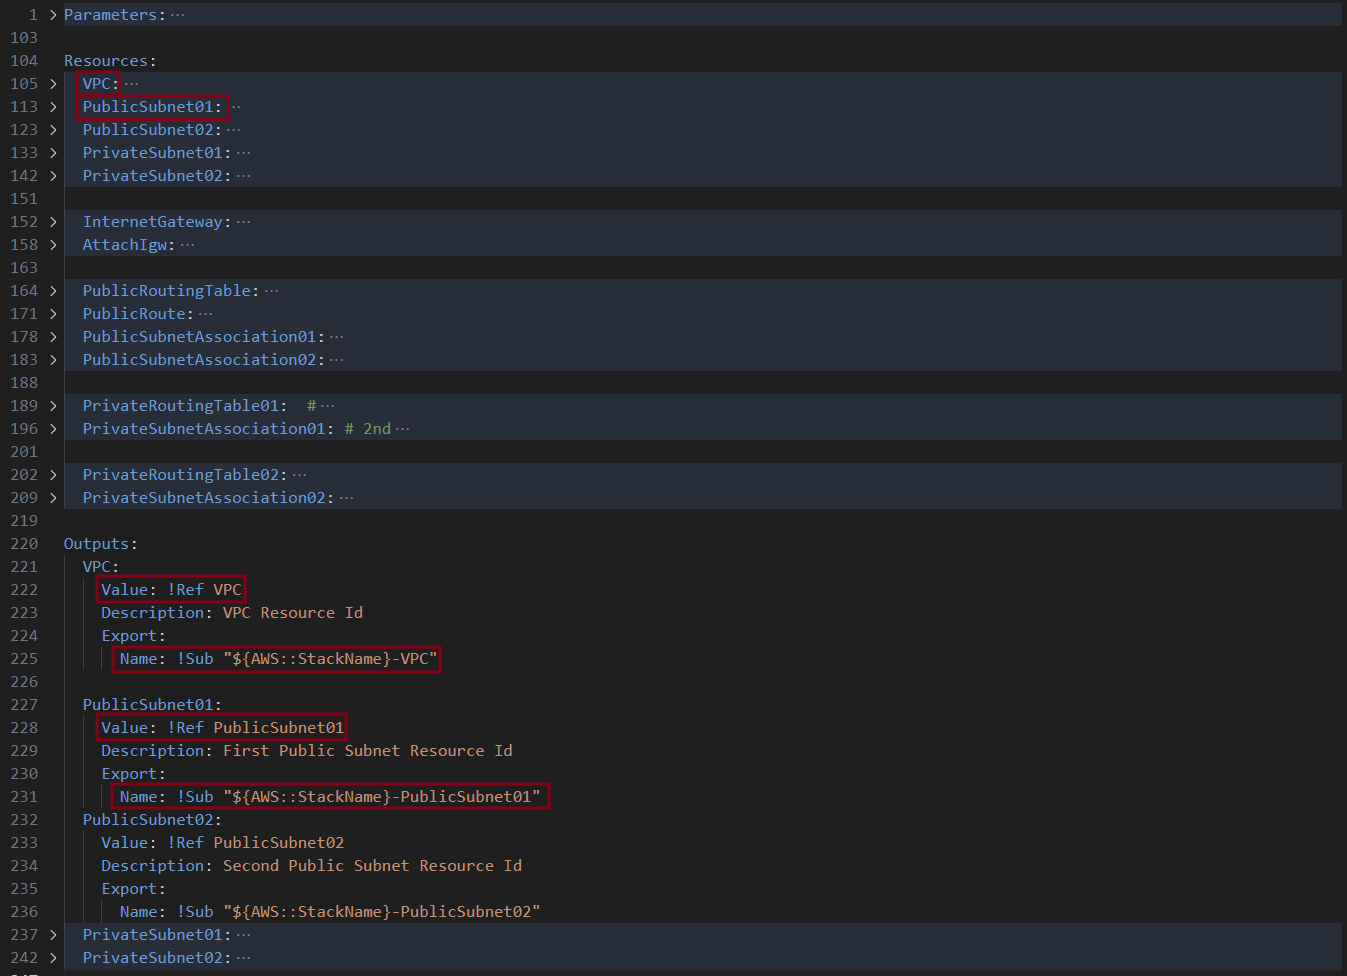 1 > Parameters: ···
103
104 Resources:
105 > VPC: ···
113 > PublicSubnet01: ··
123 > PublicSubnet02: ···
133 > PrivateSubnet01: ···
142 > PrivateSubnet02: ···
151
152 > InternetGateway: ···
158 > AttachIgw: ···
163
164 > PublicRoutingTable: ···
171 > PublicRoute: ···
178 > PublicSubnetAssociation01: ···
183 > PublicSubnetAssociation02: ···
188
189 > PrivateRoutingTable01:  # ···
196 > PrivateSubnetAssociation01: # 2nd ···
201
202 > PrivateRoutingTable02: ···
209 > PrivateSubnetAssociation02: ···
219
220 Outputs:
221 VPC:
222 Value: !Ref VPC
223 Description: VPC Resource Id
224 Export:
225 Name: !Sub "${AWS::StackName}-VPC"
226
227 PublicSubnet01:
228 Value: !Ref PublicSubnet01
229 Description: First Public Subnet Resource Id
230 Export:
231 Name: !Sub "${AWS::StackName}-PublicSubnet01"
232 PublicSubnet02:
233 Value: !Ref PublicSubnet02
234 Description: Second Public Subnet Resource Id
235 Export:
236 Name: !Sub "${AWS::StackName}-PublicSubnet02"
237 > PrivateSubnet01: ···
242 > PrivateSubnet02: ···